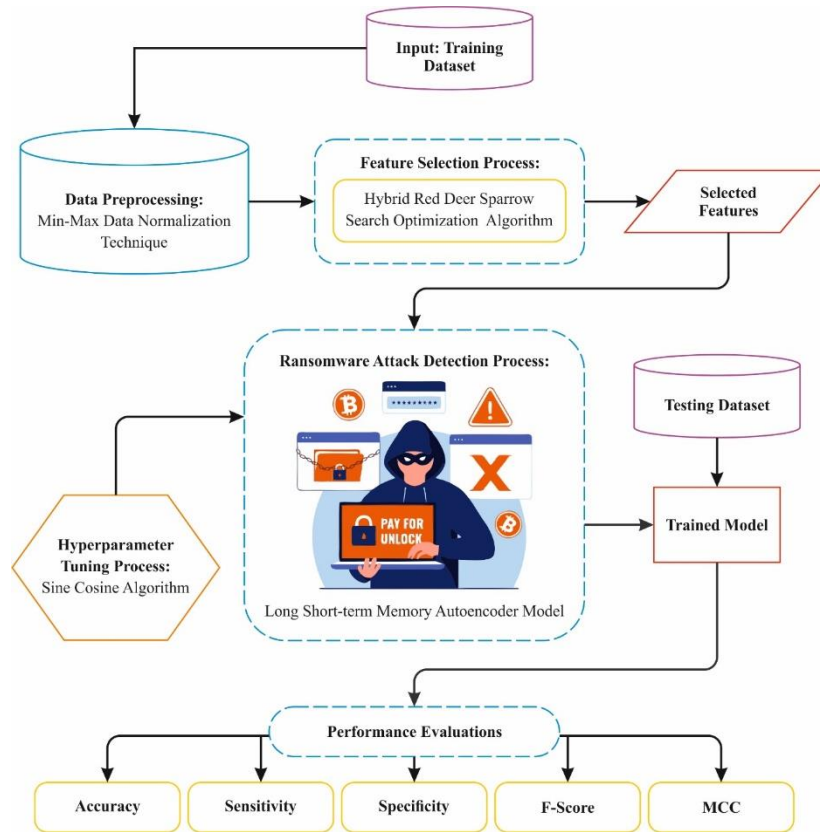 Input: Training
Dataset
Data Preprocessing:
Min-Max Data Normalization
Technique
Feature Selection Process:
Hybrid Red Deer Sparrow
Search Optimization Algorithm
Selected
Features
Ransomware Attack Detection Process:
PAY FOR
UNLOCK
Long Short-term Memory Autoencoder Model
Hyperparameter
Tuning Process:
Sine Cosine Algorithm
Testing Dataset
Trained Model
Performance Evaluations
Accuracy
Sensitivity
Specificity
F-Score
MCC